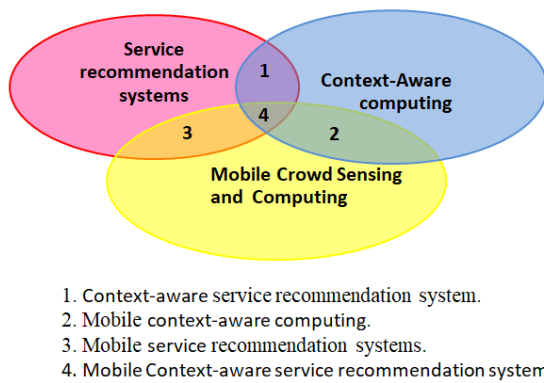 Service
recommendation
systems
1
Context-Aware
computing
4
3
2
Mobile Crowd Sensing
and Computing
1. Context-aware service recommendation system.
2. Mobile context-aware computing.
3. Mobile service recommendation systems.
4. Mobile Context-aware service recommendation system